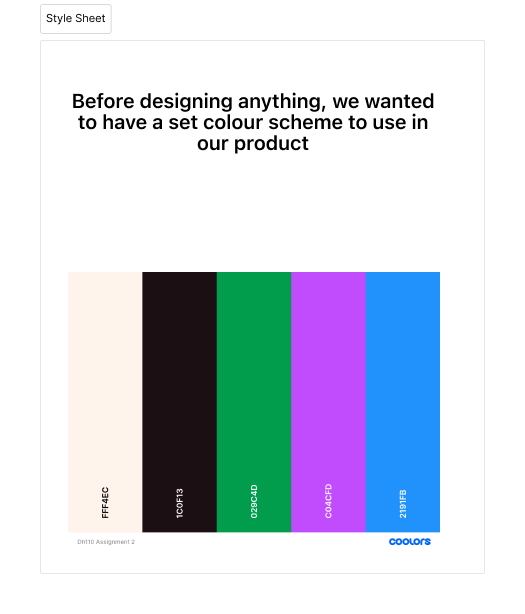 Style Sheet
Before designing anything, we wanted
to have a set colour scheme to use in
our product
FFF4EC
1C0F13
029C4D
C04CFD
2191FB
DH110 Assignment 2
coolors